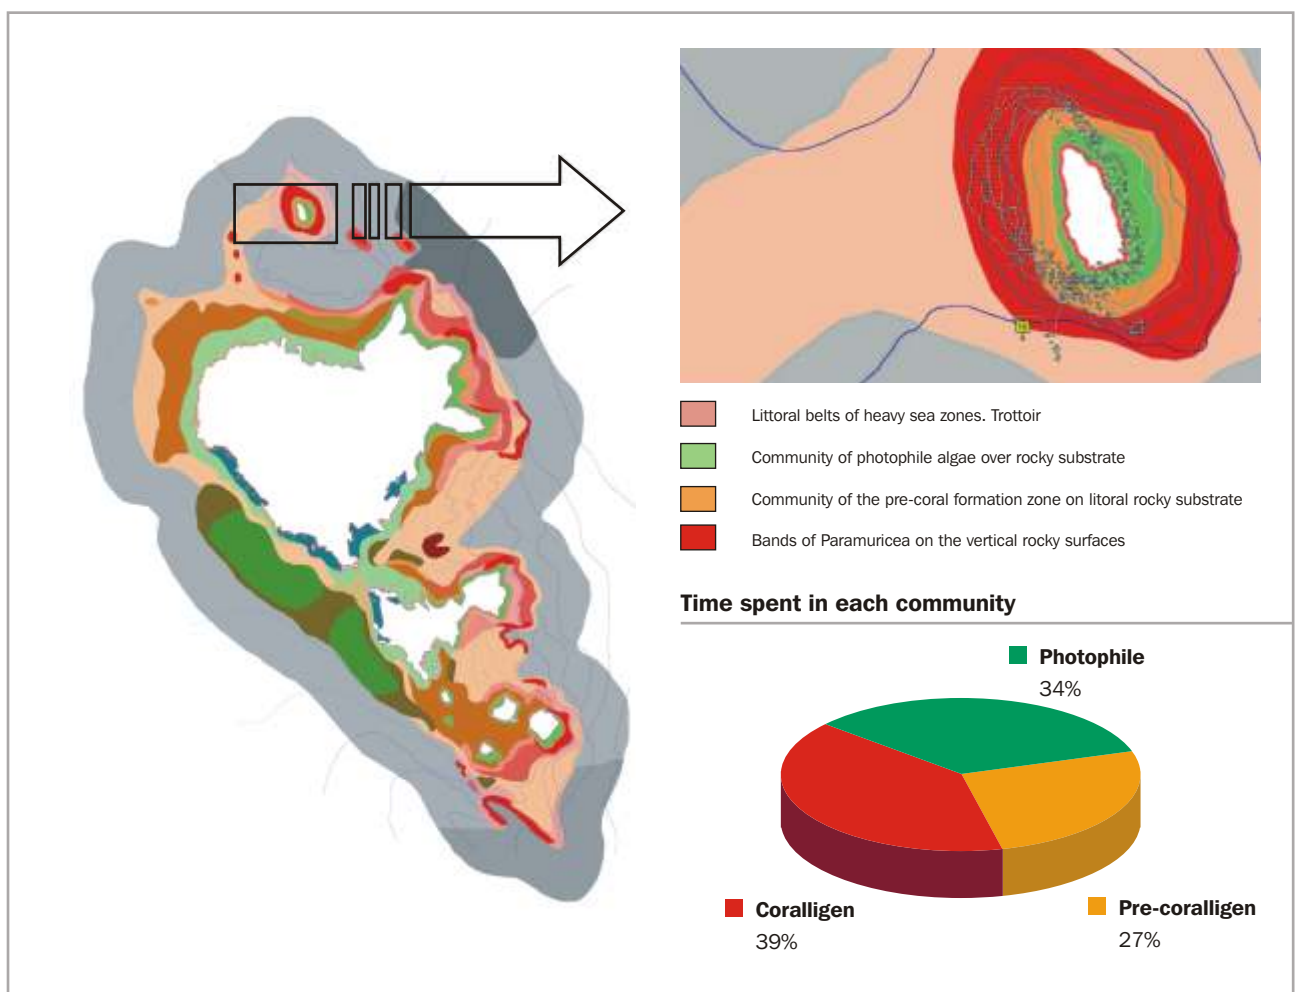 Littoral belts of heavy sea zones. Trottoir
Community of photophile algae over rocky substrate
Community of the pre-coral formation zone on litoral rocky substrate
Bands of Paramuricea on the vertical rocky surfaces
Time spent in each community
Photophile
34%
Coralligen
39%
Pre-coralligen
27%